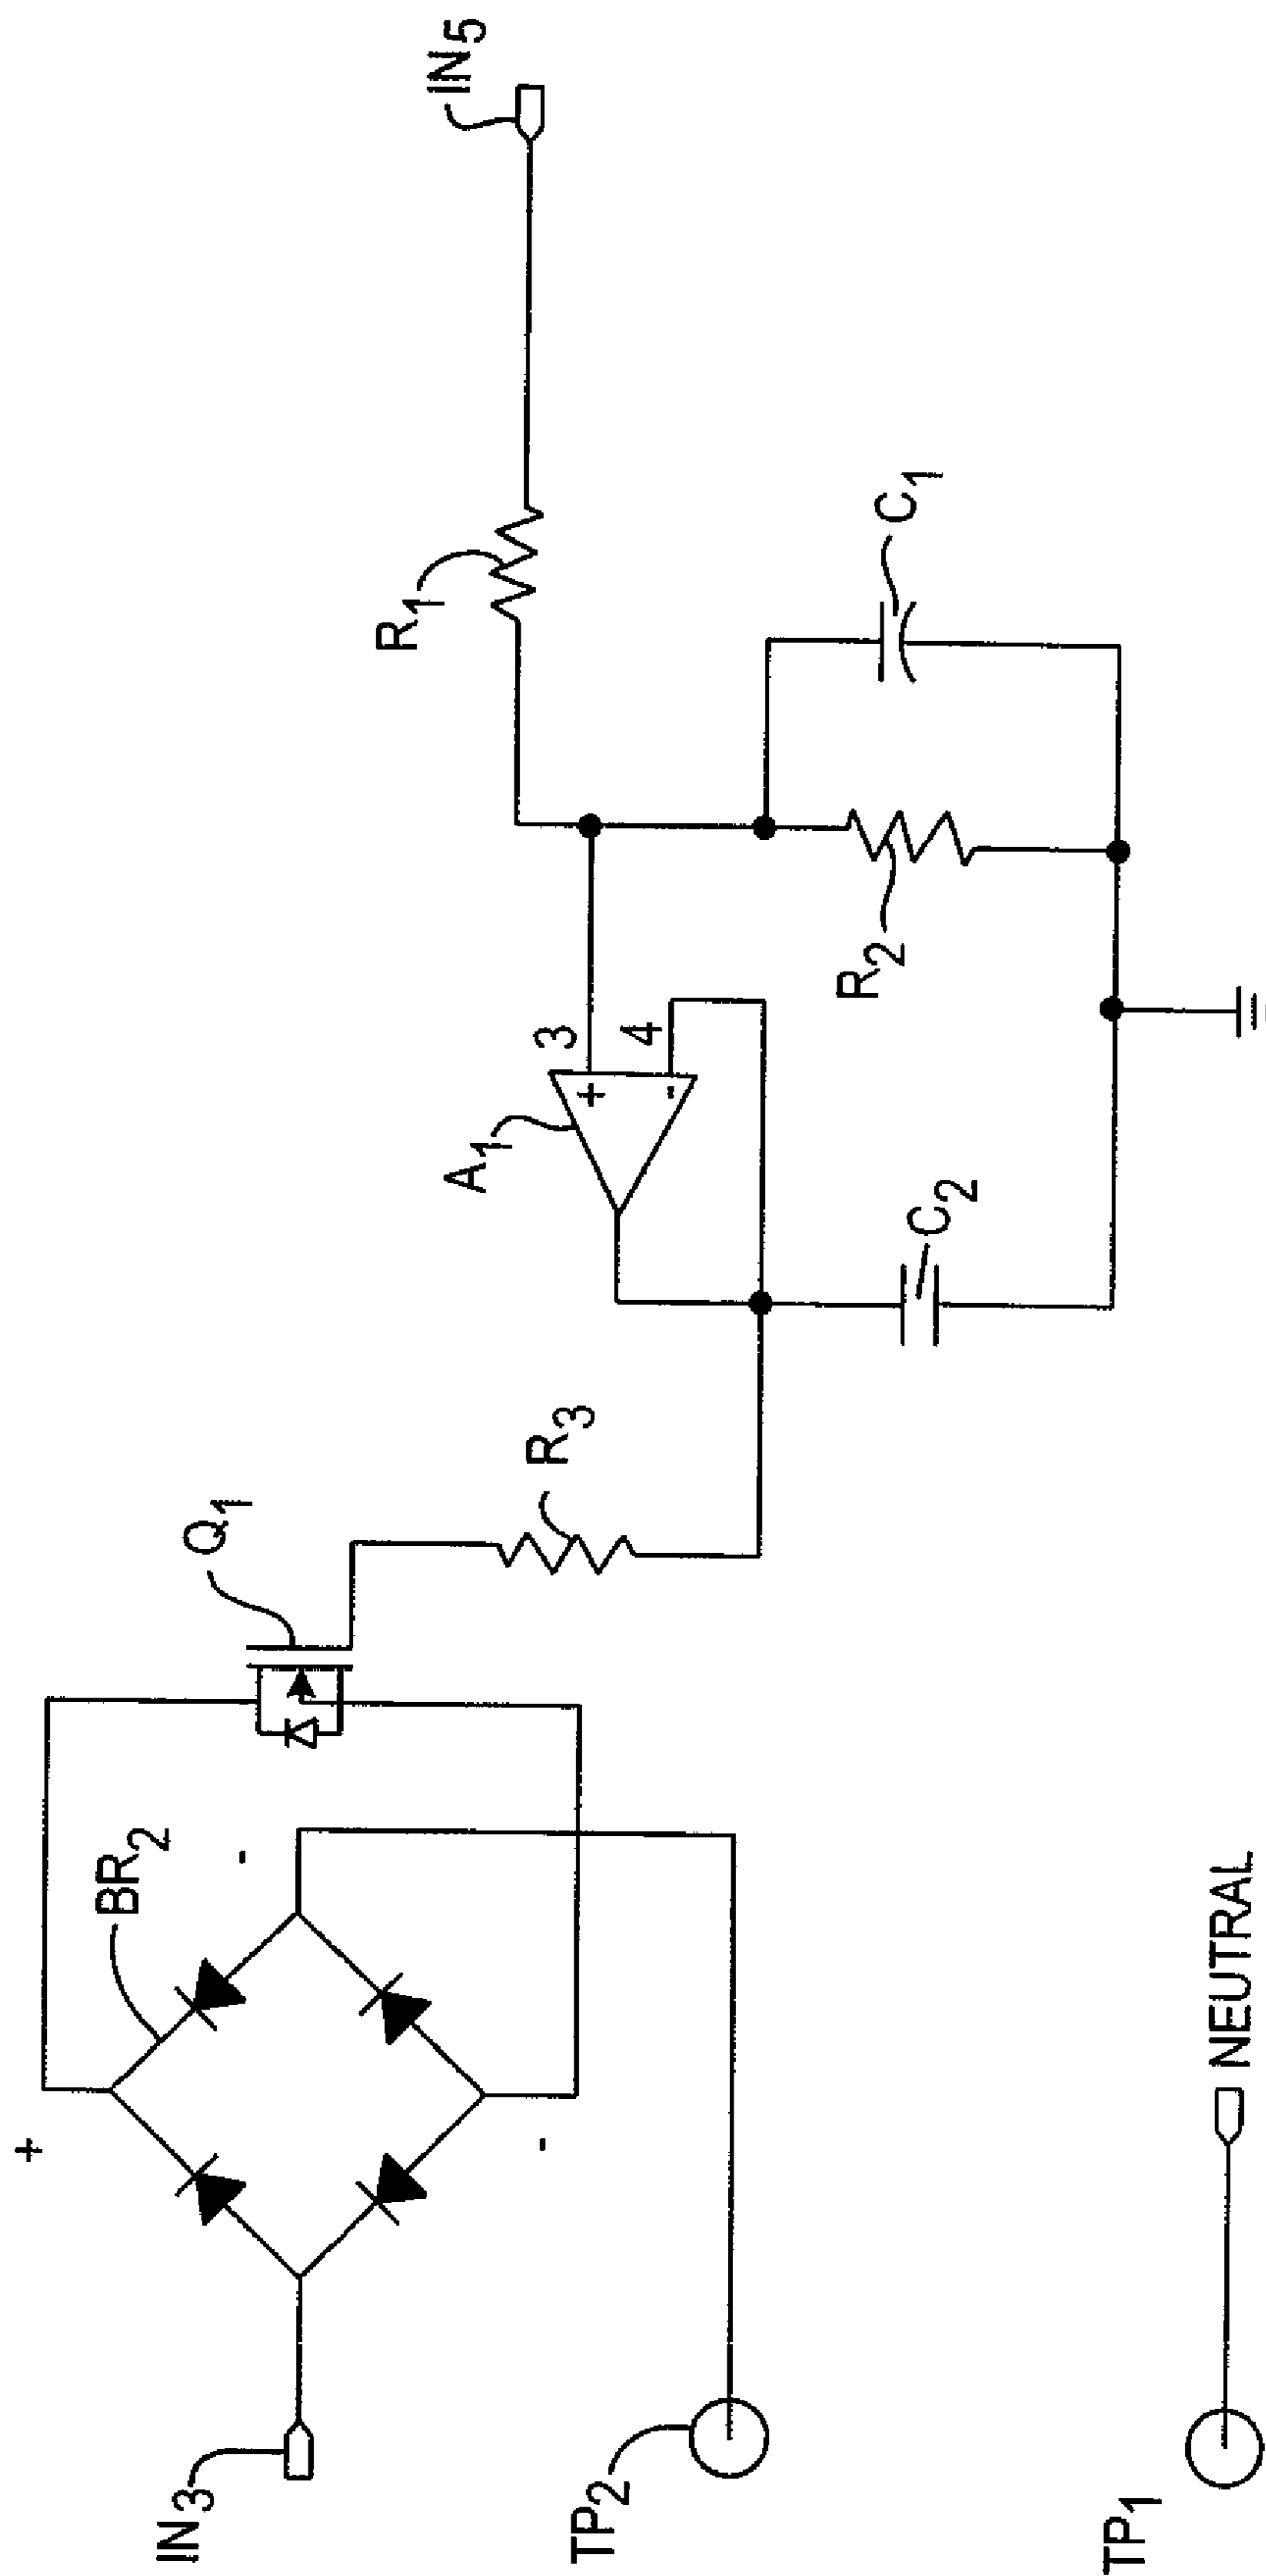 IN3
BR2
+
-
-
TP2
TP1
NEUTRAL
Q1
R3
A1
+
-
3
4
C2
R1
R2
C1
IN5